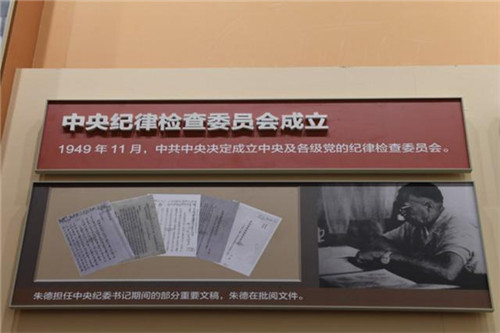 中央纪律检查委员会成立
1949 年 11 月，中共中央决定成立中央及各级党的纪律检查委员会。
朱德担任中央纪委书记期间的部分重要文稿，朱德在批阅文件。